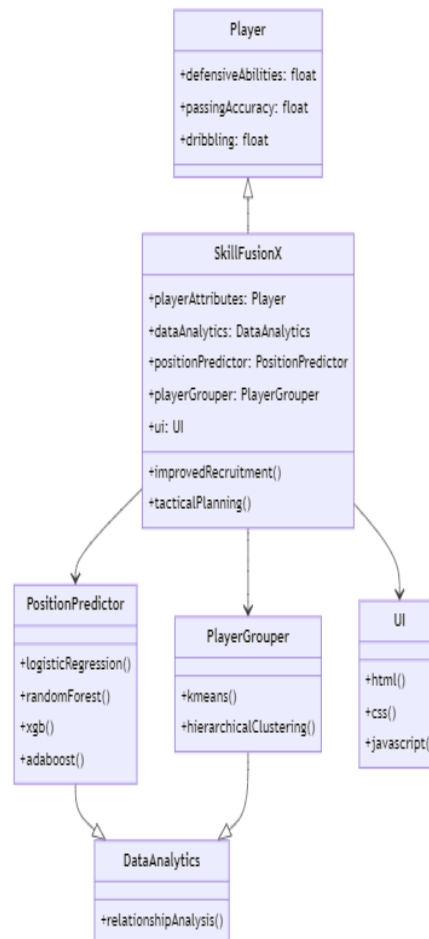 Player
+defensiveAbilities: float
+passingAccuracy: float
+dribbling: float
SkillFusionX
+playerAttributes: Player
+dataAnalytics: DataAnalytics
+positionPredictor: PositionPredictor
+playerGrouper: PlayerGrouper
+ui: UI
+improvedRecruitment()
+tacticalPlanning()
PositionPredictor
+logisticRegression()
+randomForest()
+xgb()
+adaboost()
PlayerGrouper
+kmeans()
+hierarchicalClustering()
UI
+html()
+css()
+javascript(
DataAnalytics
+relationshipAnalysis()